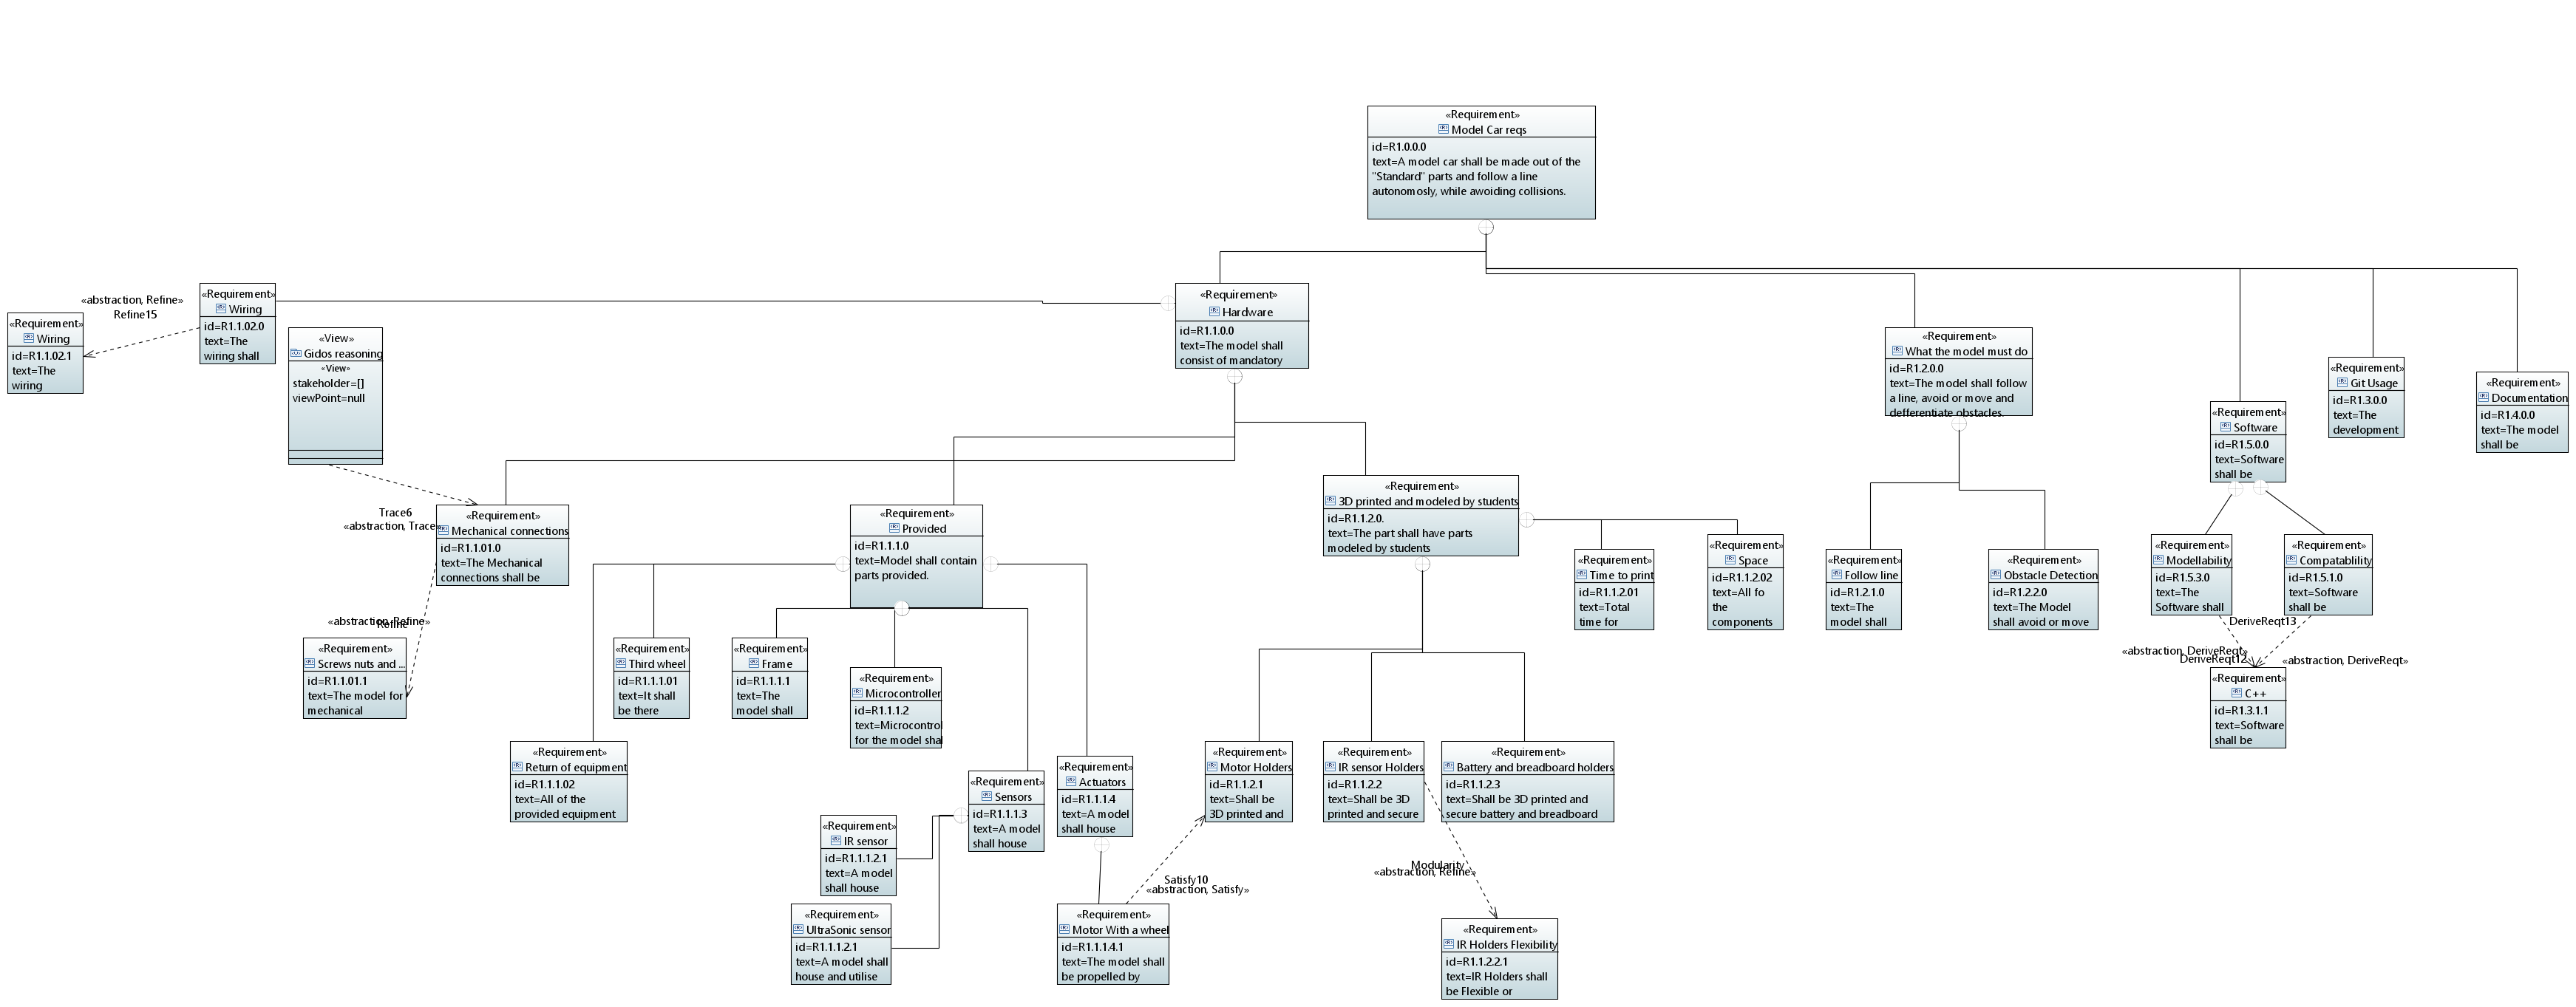 «Requirement»
Model Car reqs
id=R1.0.0.0
text=A model car shall be made out of the
"Standard" parts and follow a line
autonomosly, while awoiding collisions.
«Requirement»
Wiring
id=R1.1.02.1
text=The
wiring
«abstraction, Refine»
Refine15
«Requirement»
Wiring
id=R1.1.02.0
text=The
wiring shall
«View»
Gidos reasoning
«View»
stakeholder=[]
viewPoint=null
«Requirement»
Hardware
id=R1.1.0.0
text=The model shall
consist of mandatory
«Requirement»
What the model must do
id=R1.2.0.0
text=The model shall follow
a line, avoid or move and
defferentiate obstacles.
«Requirement»
Software
id=R1.5.0.0
text=Software
shall be
«Requirement»
Git Usage
id=R1.3.0.0
text=The
development
«Requirement»
Documentation
id=R1.4.0.0
text=The model
shall be
Trace6
«abstraction, Trace»
«Requirement»
Mechanical connections
id=R1.1.01.0
text=The Mechanical
connections shall be
«Requirement»
Provided
id=R1.1.1.0
text=Model shall contain
parts provided.
«Requirement»
3D printed and modeled by students
id=R1.1.2.0.
text=The part shall have parts
modeled by students
«Requirement»
Time to print
id=R1.1.2.01
text=Total
time for
«Requirement»
Space
id=R1.1.2.02
text=All fo
the
components
«Requirement»
Follow line
id=R1.2.1.0
text=The
model shall
«Requirement»
Obstacle Detection
id=R1.2.2.0
text=The Model
shall avoid or move
«Requirement»
Modellability
id=R1.5.3.0
text=The
Software shall
«Requirement»
Compatablility
id=R1.5.1.0
text=Software
shall be
DeriveReqt13
«abstraction, DeriveReqt»
DeriveReqt12
«abstraction, DeriveReqt»
«Requirement»
C++
id=R1.3.1.1
text=Software
shall be
«abstraction, Refine»
Refine
«Requirement»
Screws nuts and ...
id=R1.1.01.1
text=The model for
mechanical
«Requirement»
Third wheel
id=R1.1.1.01
text=It shall
be there
«Requirement»
Frame
id=R1.1.1.1
text=The
model shall
«Requirement»
Microcontroller
id=R1.1.1.2
text=Microcontrol
for the model shal
«Requirement»
Return of equipment
id=R1.1.1.02
text=All of the
provided equipment
«Requirement»
Sensors
id=R1.1.1.3
text=A model
shall house
«Requirement»
Actuators
id=R1.1.1.4
text=A model
shall house
«Requirement»
Motor Holders
id=R1.1.2.1
text=Shall be
3D printed and
«Requirement»
IR sensor Holders
id=R1.1.2.2
text=Shall be 3D
printed and secure
«Requirement»
Battery and breadboard holders
id=R1.1.2.3
text=Shall be 3D printed and
secure battery and breadboard
«Requirement»
IR sensor
id=R1.1.1.2.1
text=A model
shall house
«Requirement»
UltraSonic sensor
id=R1.1.1.2.1
text=A model shall
house and utilise
Satisfy10
«abstraction, Satisfy»
«Requirement»
Motor With a wheel
id=R1.1.1.4.1
text=The model shall
be propelled by
Modularity
«abstraction, Refine»
«Requirement»
IR Holders Flexibility
id=R1.1.2.2.1
text=IR Holders shall
be Flexible or